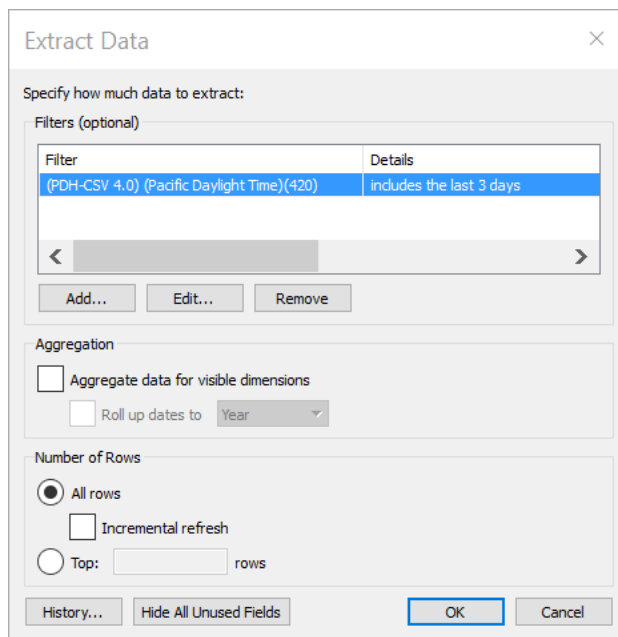 Extract Data
Specify how much data to extract:
Filters (optional)
Filter Details
(PDH-CSV 4.0) (Pacific Daylight Time)(420) includes the last 3 days
Add... Edit... Remove
Aggregation
Aggregate data for visible dimensions
Roll up dates to Year
Number of Rows
All rows
Incremental refresh
Top: rows
History... Hide All Unused Fields OK Cancel